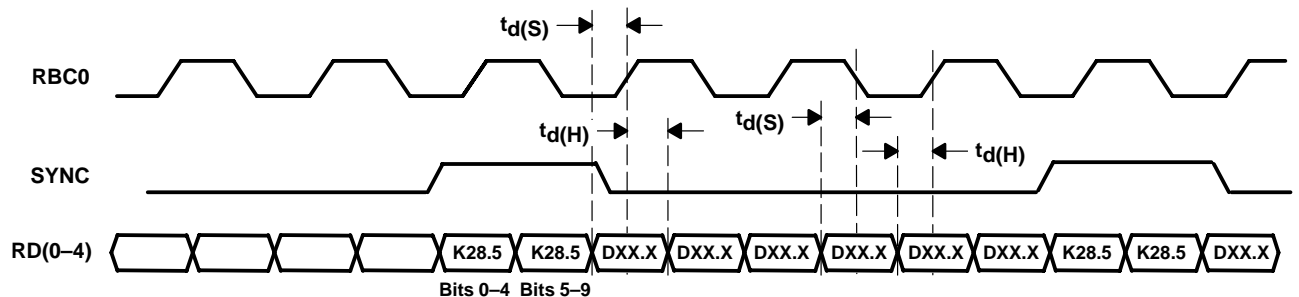 td(S)
RBC0
td(H)
td(S)
td(H)
SYNC
RD(0–4)
K28.5 K28.5 DXX.X DXX.X DXX.X DXX.X DXX.X DXX.X K28.5 K28.5 DXX.X
Bits 0–4 Bits 5–9